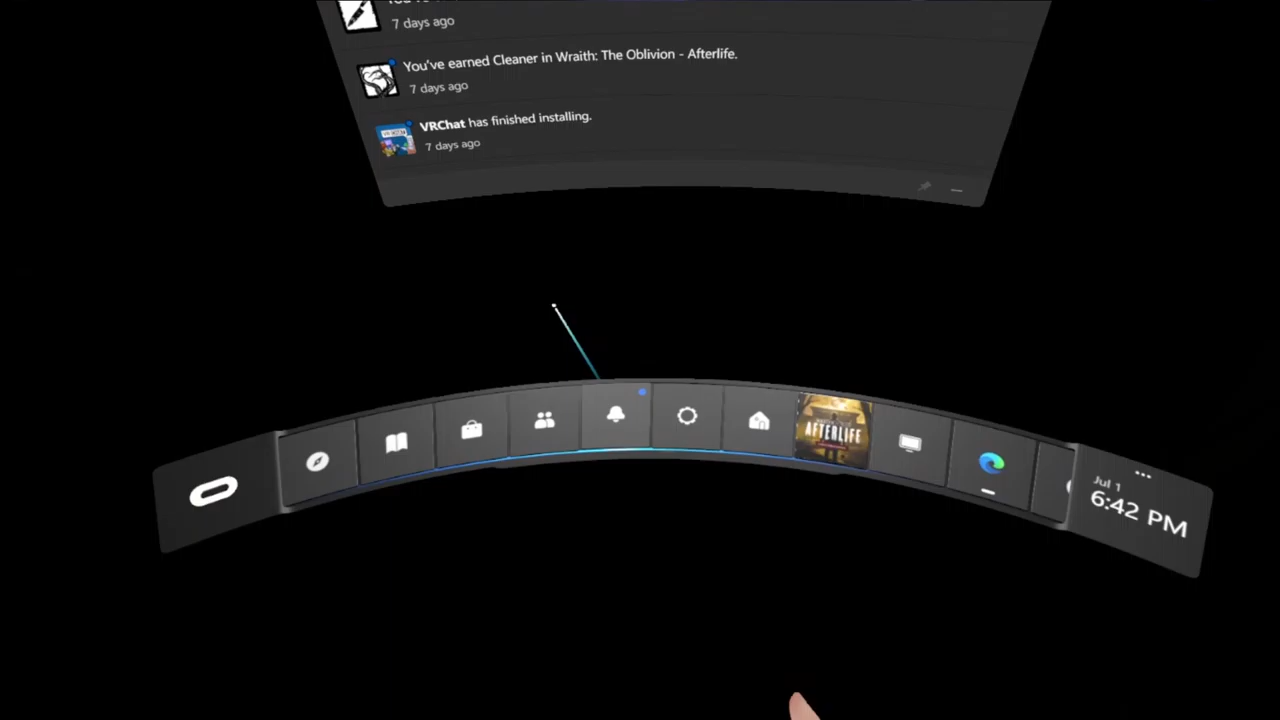 7 days ago
You've earned Cleaner in Wraith: The Oblivion - Afterlife.
7 days ago
VRChat has finished installing.
7 days ago
AFTERLIFE
Jul 1
6:42 PM